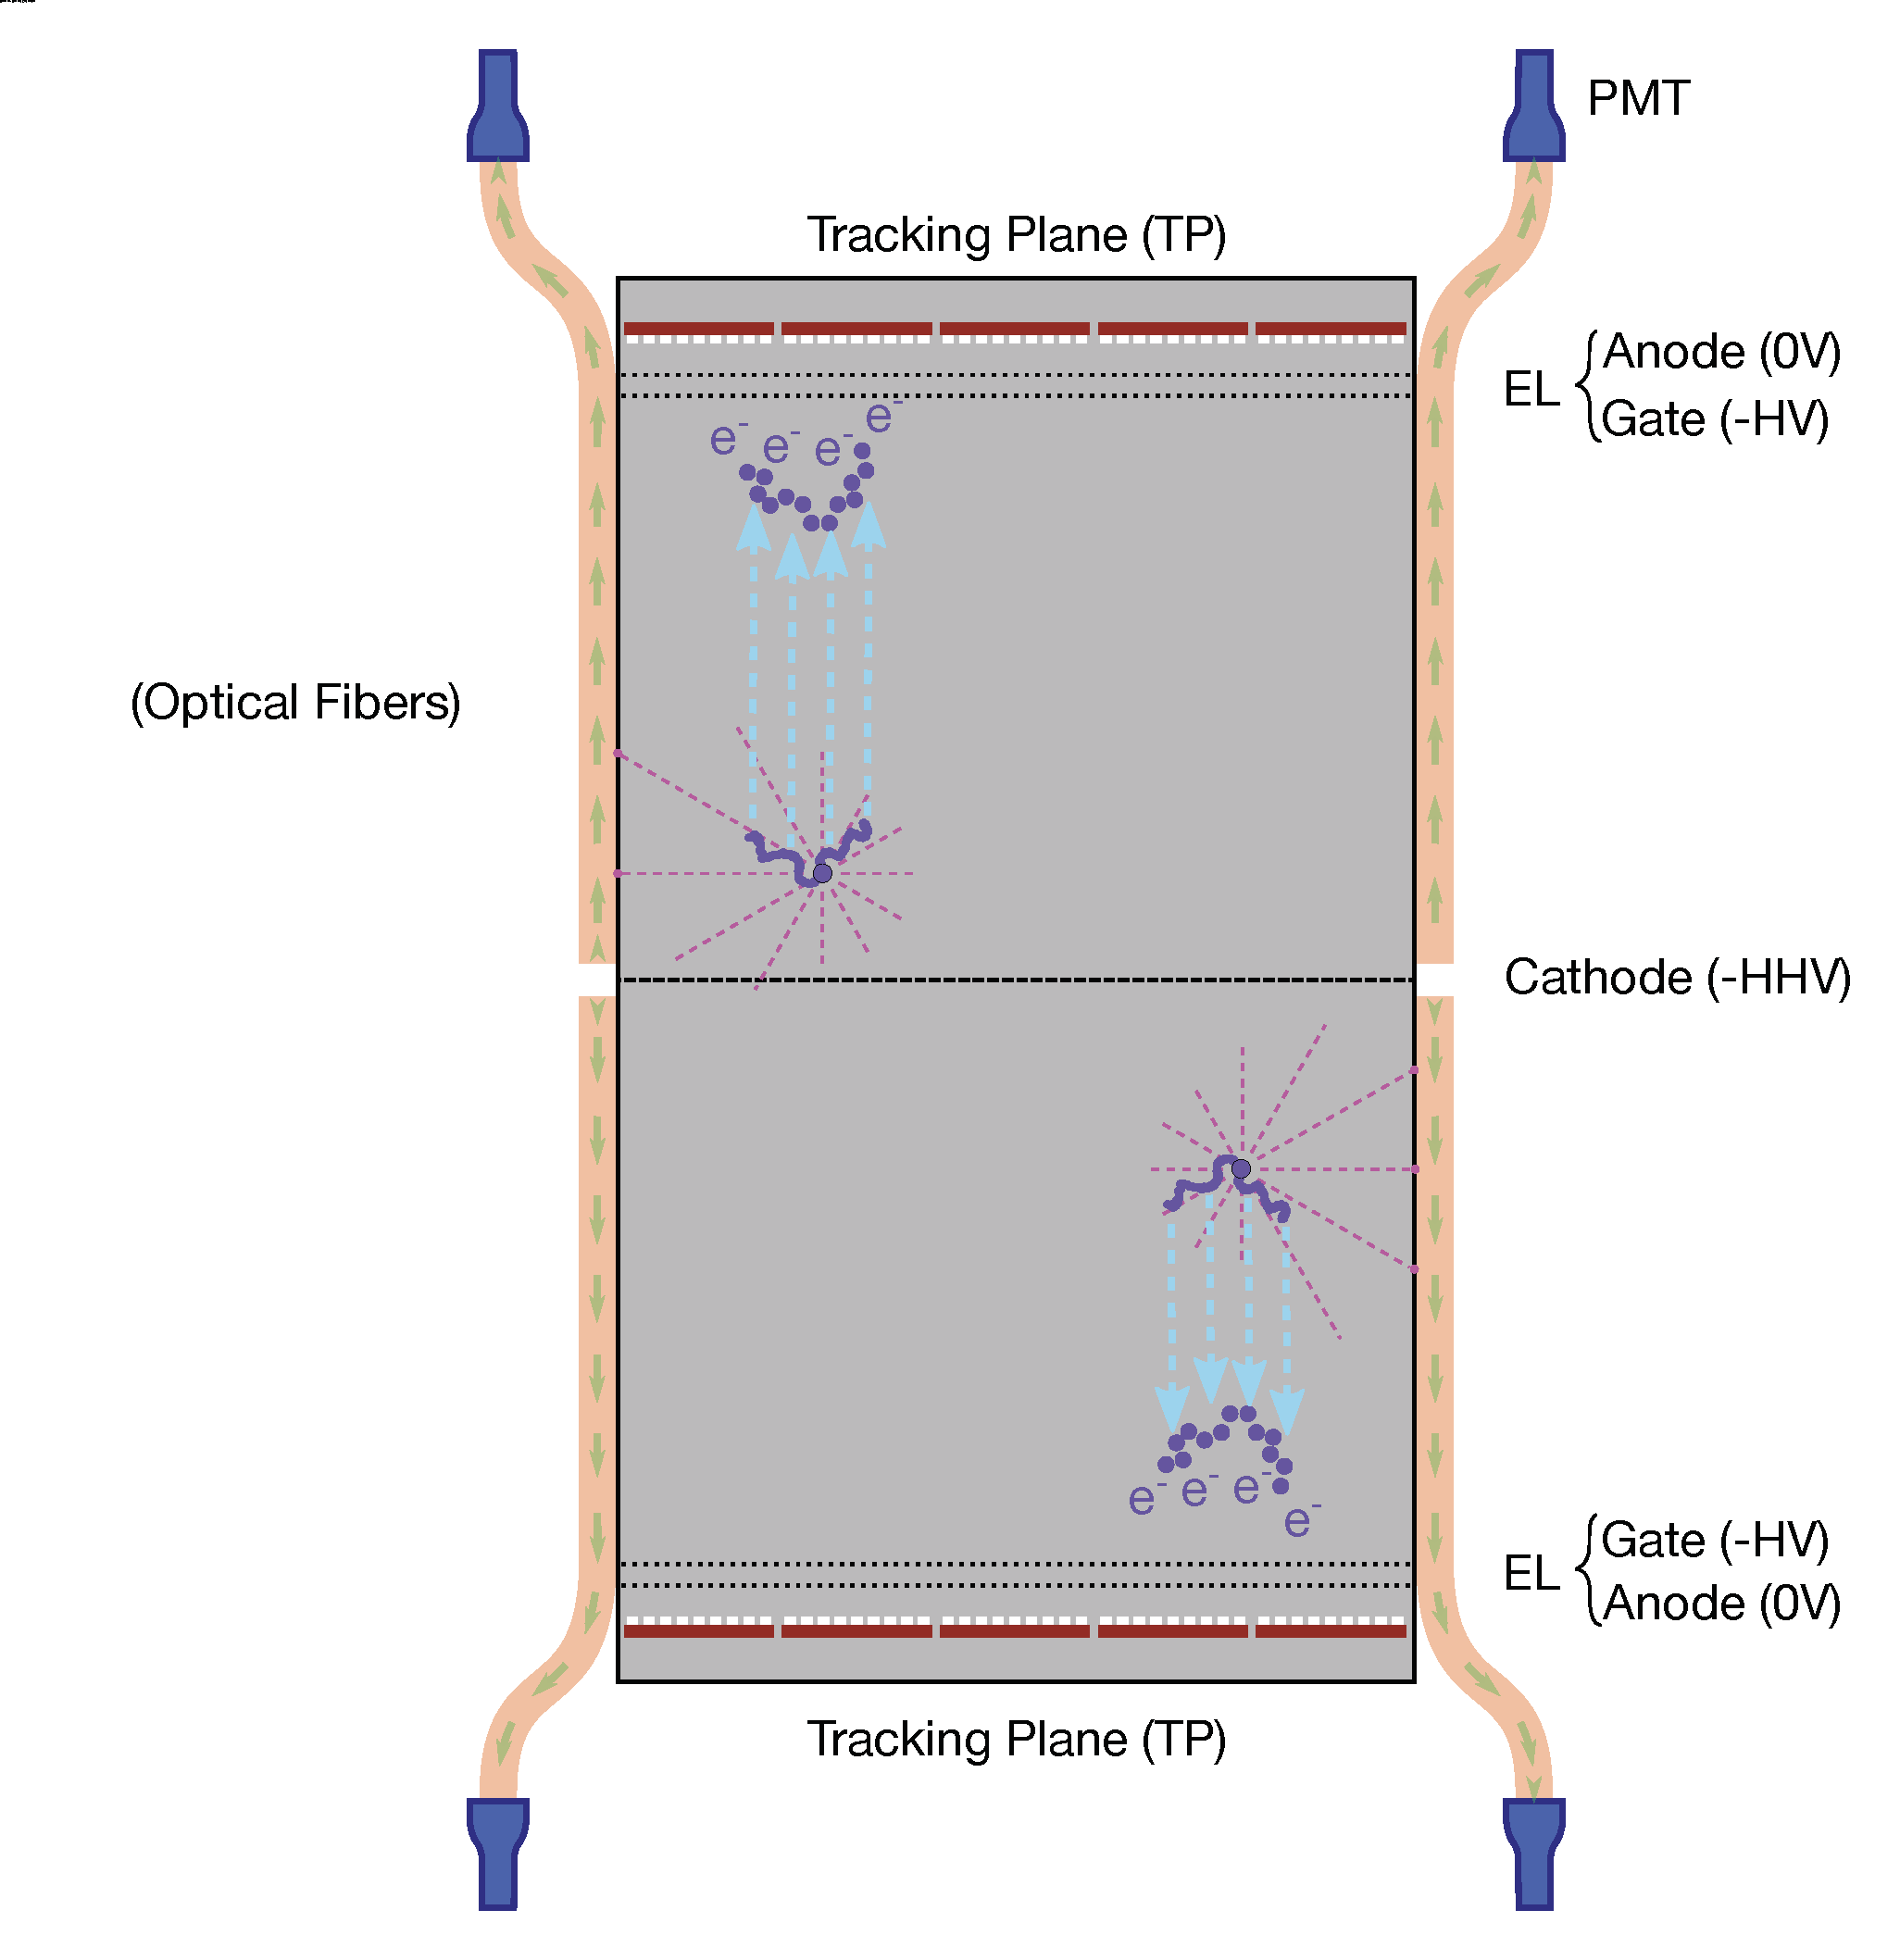 PMT
Tracking Plane (TP)
Anode (0V)
EL
Gate (-HV)
e- e- e- e-
(Optical Fibers)
Cathode (-HHV)
e- e- e- e-
Gate (-HV)
EL
Anode (0V)
Tracking Plane (TP)